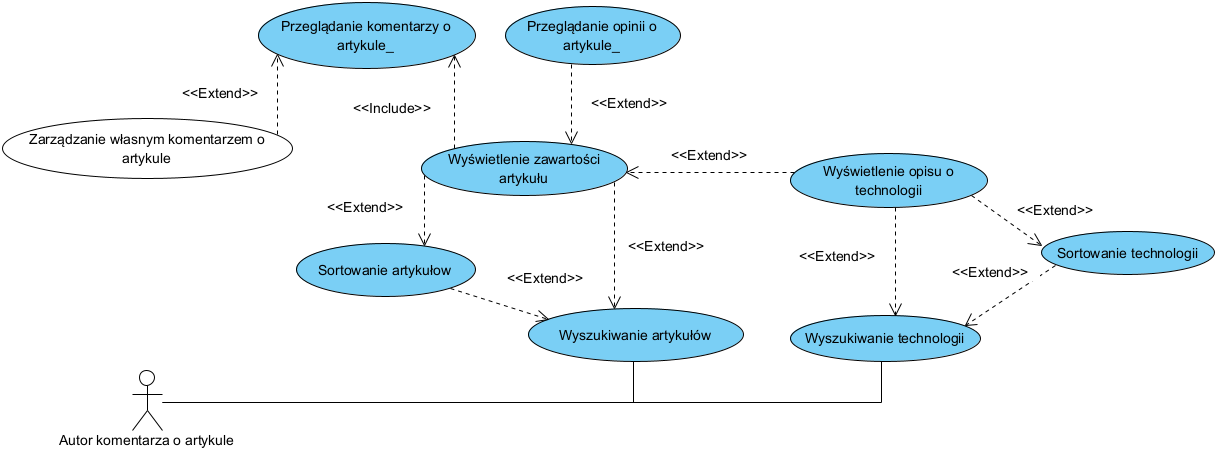 Przeglądanie komentarzy o
artykule_
Przeglądanie opinii o
artykule_
<<Extend>>
<<Include>>
<<Extend>>
Zarządzanie własnym komentarzem o
artykule
Wyświetlenie zawartości
artykułu
<<Extend>>
Wyświetlenie opisu o
technologii
<<Extend>>
<<Extend>>
<<Extend>>
<<Extend>>
Sortowanie technologii
Sortowanie artykułow
<<Extend>>
<<Extend>>
Wyszukiwanie artykułów
Wyszukiwanie technologii
Autor komentarza o artykule